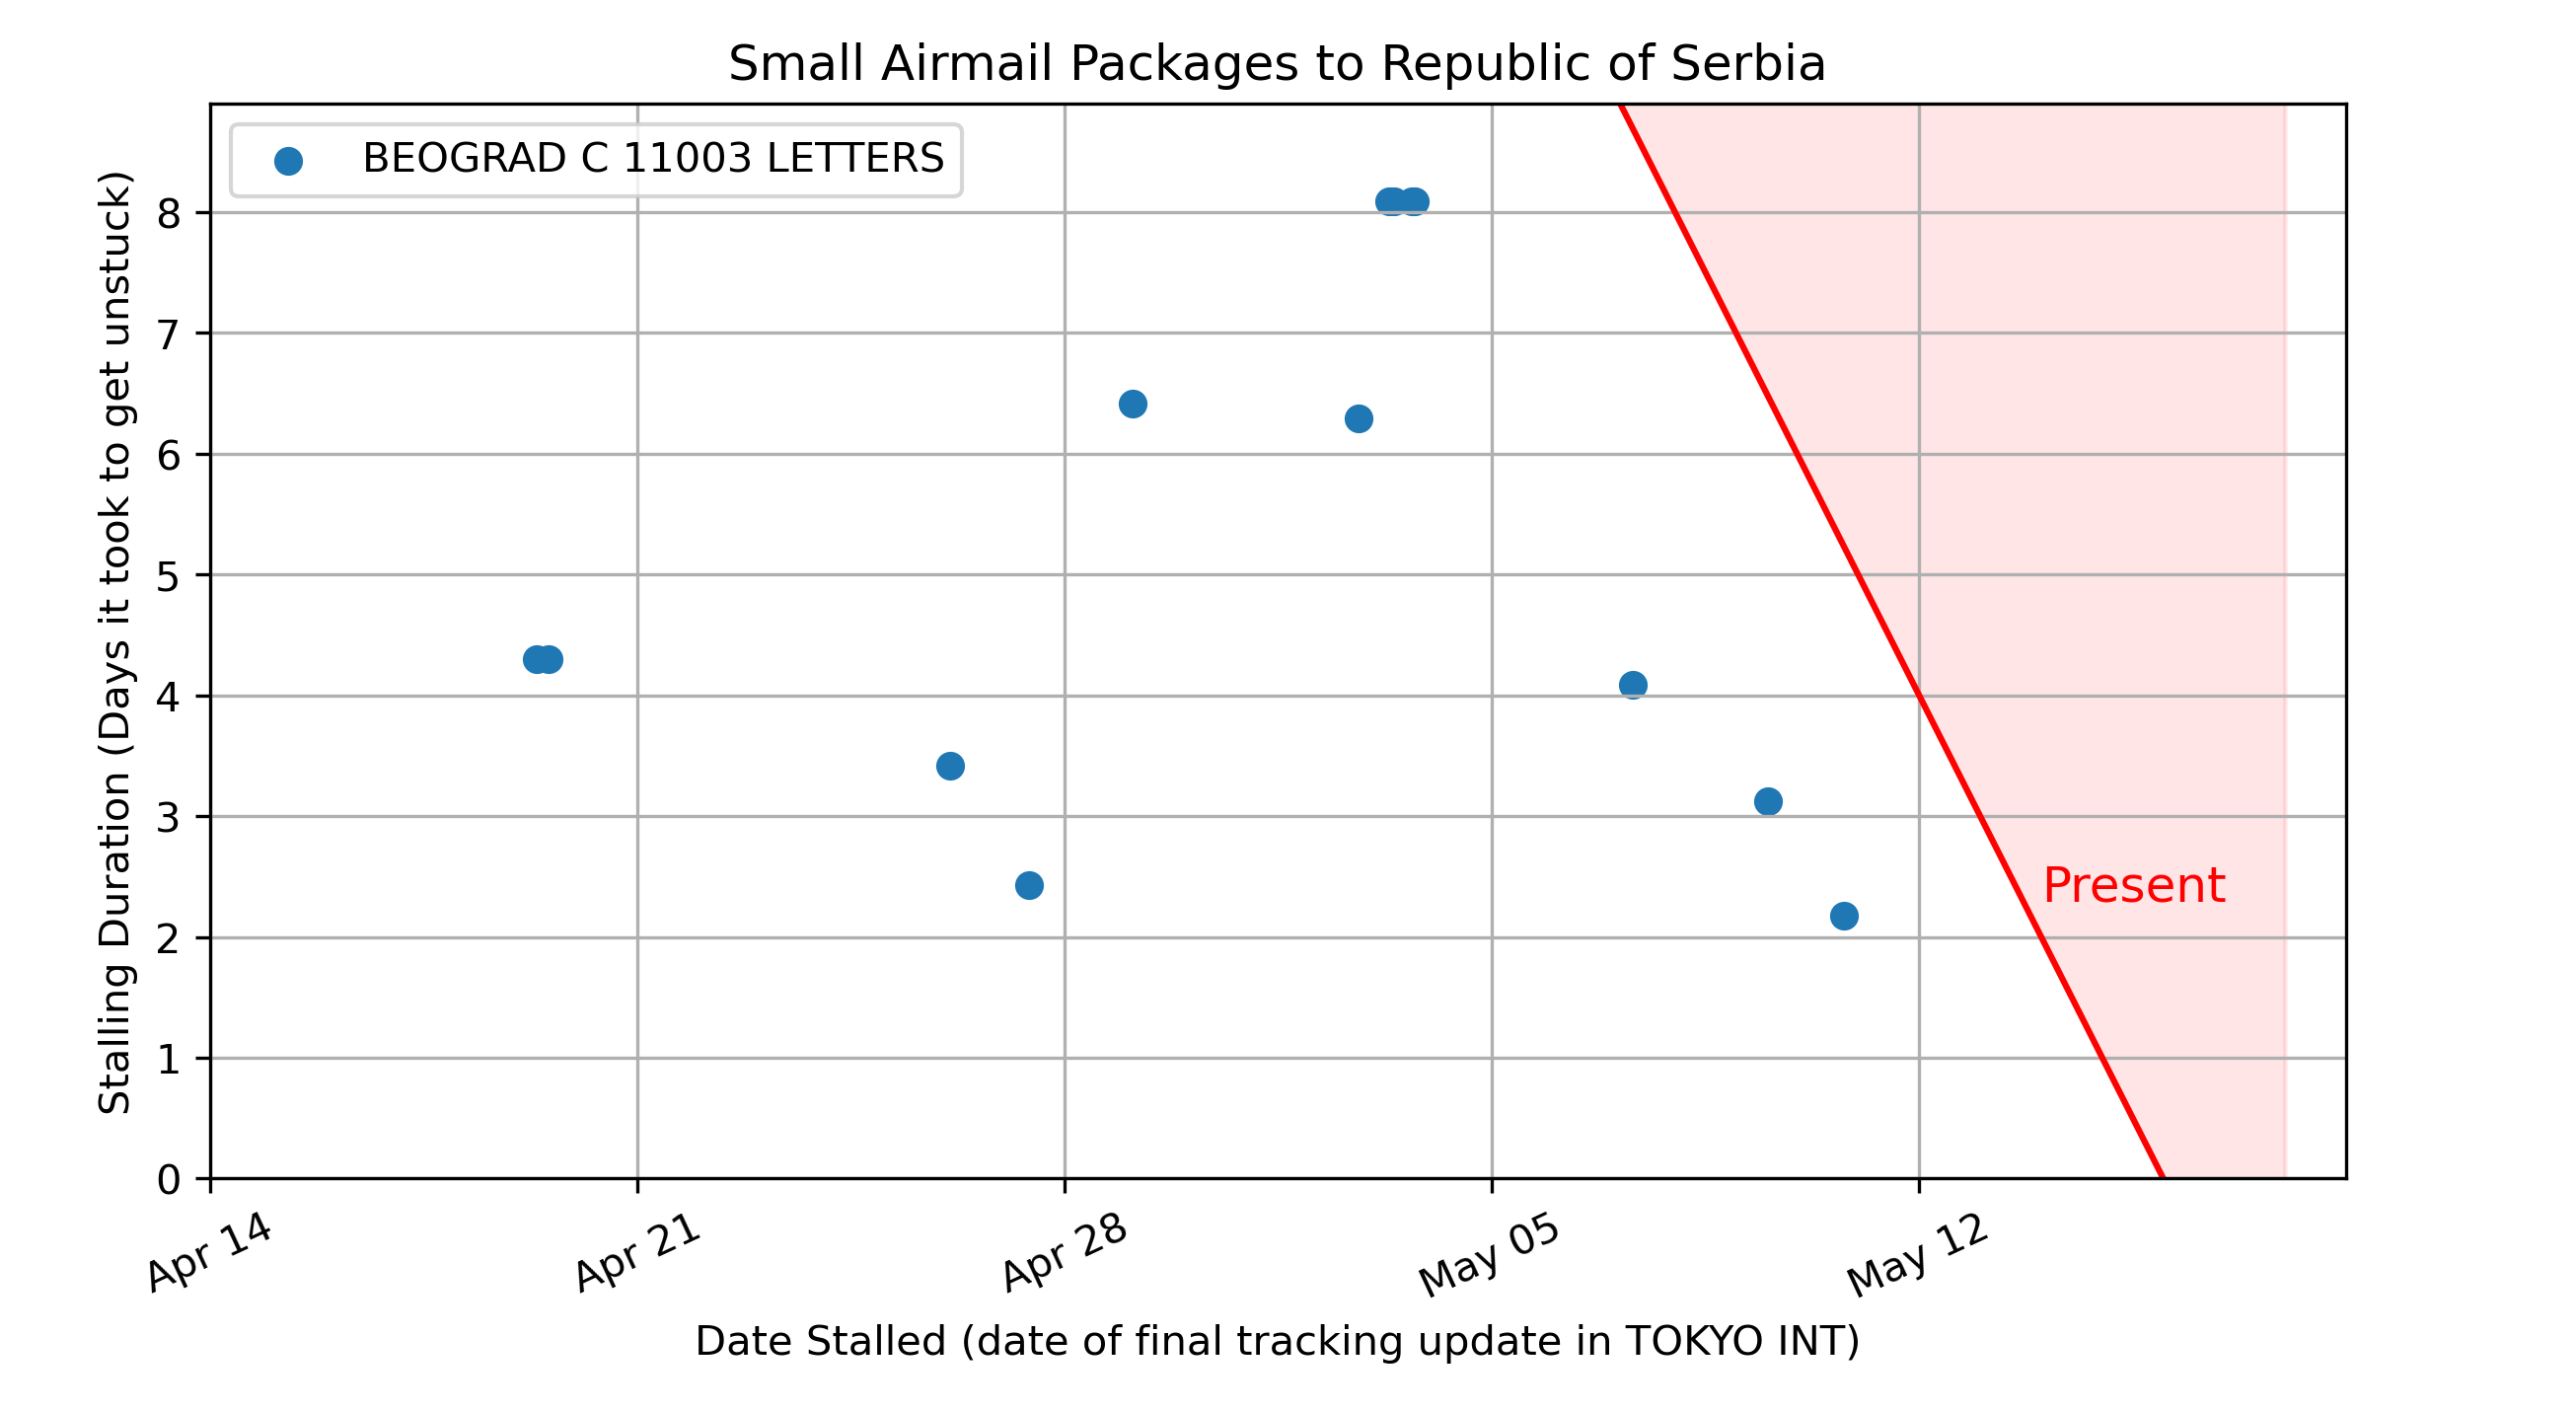 Small Airmail Packages to Republic of Serbia
BEOGRAD C 11003 LETTERS
Stalling Duration (Days it took to get unstuck)
8
7
6
5
4
3
2
1
0
Present
Apr 14
Apr 21
Apr 28
May 05
May 12
Date Stalled (date of final tracking update in TOKYO INT)